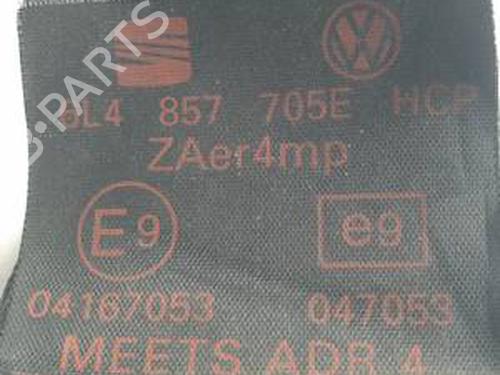 6L4 857 705E HCP
ZAer4mp
E9 e9
04167053 047053
MEETS ADR 4
B-PARTS